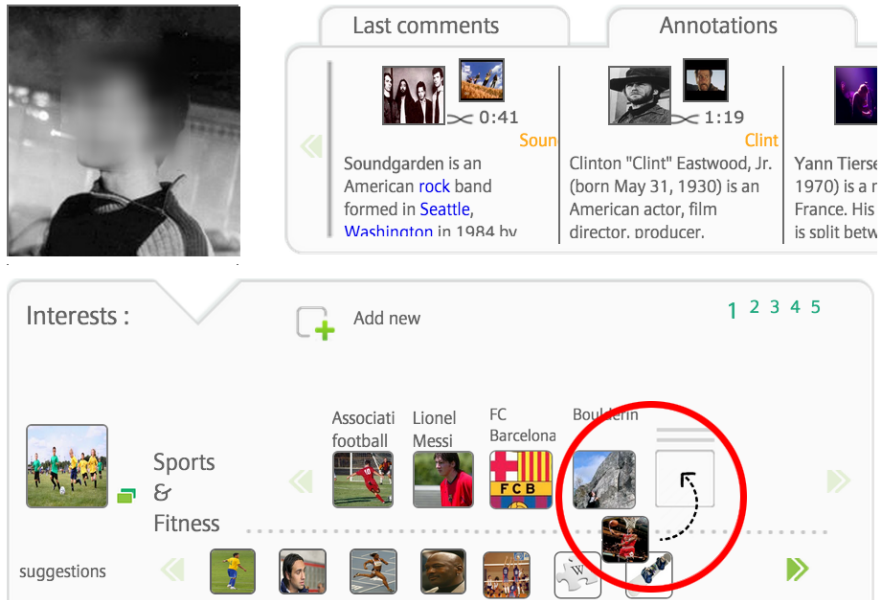 Last comments
Annotations
0:41
1:19
Soun
Clint
Soundgarden is an
American rock band
formed in Seattle,
Washington in 1984 by
Clinton "Clint" Eastwood, Jr.
(born May 31, 1930) is an
American actor, film
director, producer,
Yann Tierse
1970) is a
France. His
is split betw
Interests :
Add new
1 2 3 4 5
Associati
football
Lionel
Messi
FC
Barcelona
Boulderin
FCB
Sports
&
Fitness
suggestions
W